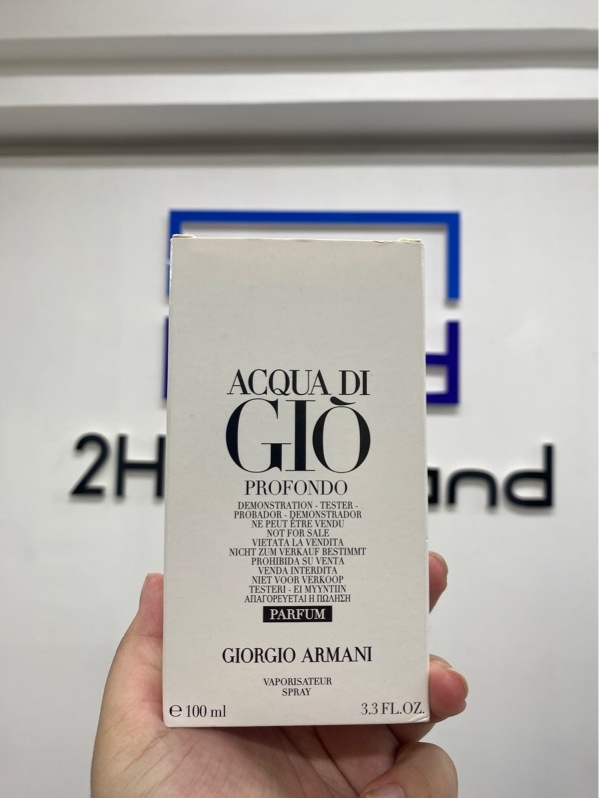 ACQUA DI
GIÒ
PROFONDO
DEMONSTRATION - TESTER -
PROBADOR - DEMONSTRADOR
NE PEUT ÊTRE VENDU
NOT FOR SALE
VIETATA LA VENDITA
NICHT ZUM VERKAUF BESTIMMT
PROHIBIDA SU VENTA
VENDA INTERDITA
NIET VOOR VERKOOP
TESTERI - EI MYYNTIIN
ΑΠΑΓΟΡΕΥΕΤΑΙ Η ΠΩΛΗΣΗ
PARFUM
GIORGIO ARMANI
VAPORISATEUR
SPRAY
℮ 100 ml 3.3 FL.OZ.
2H and